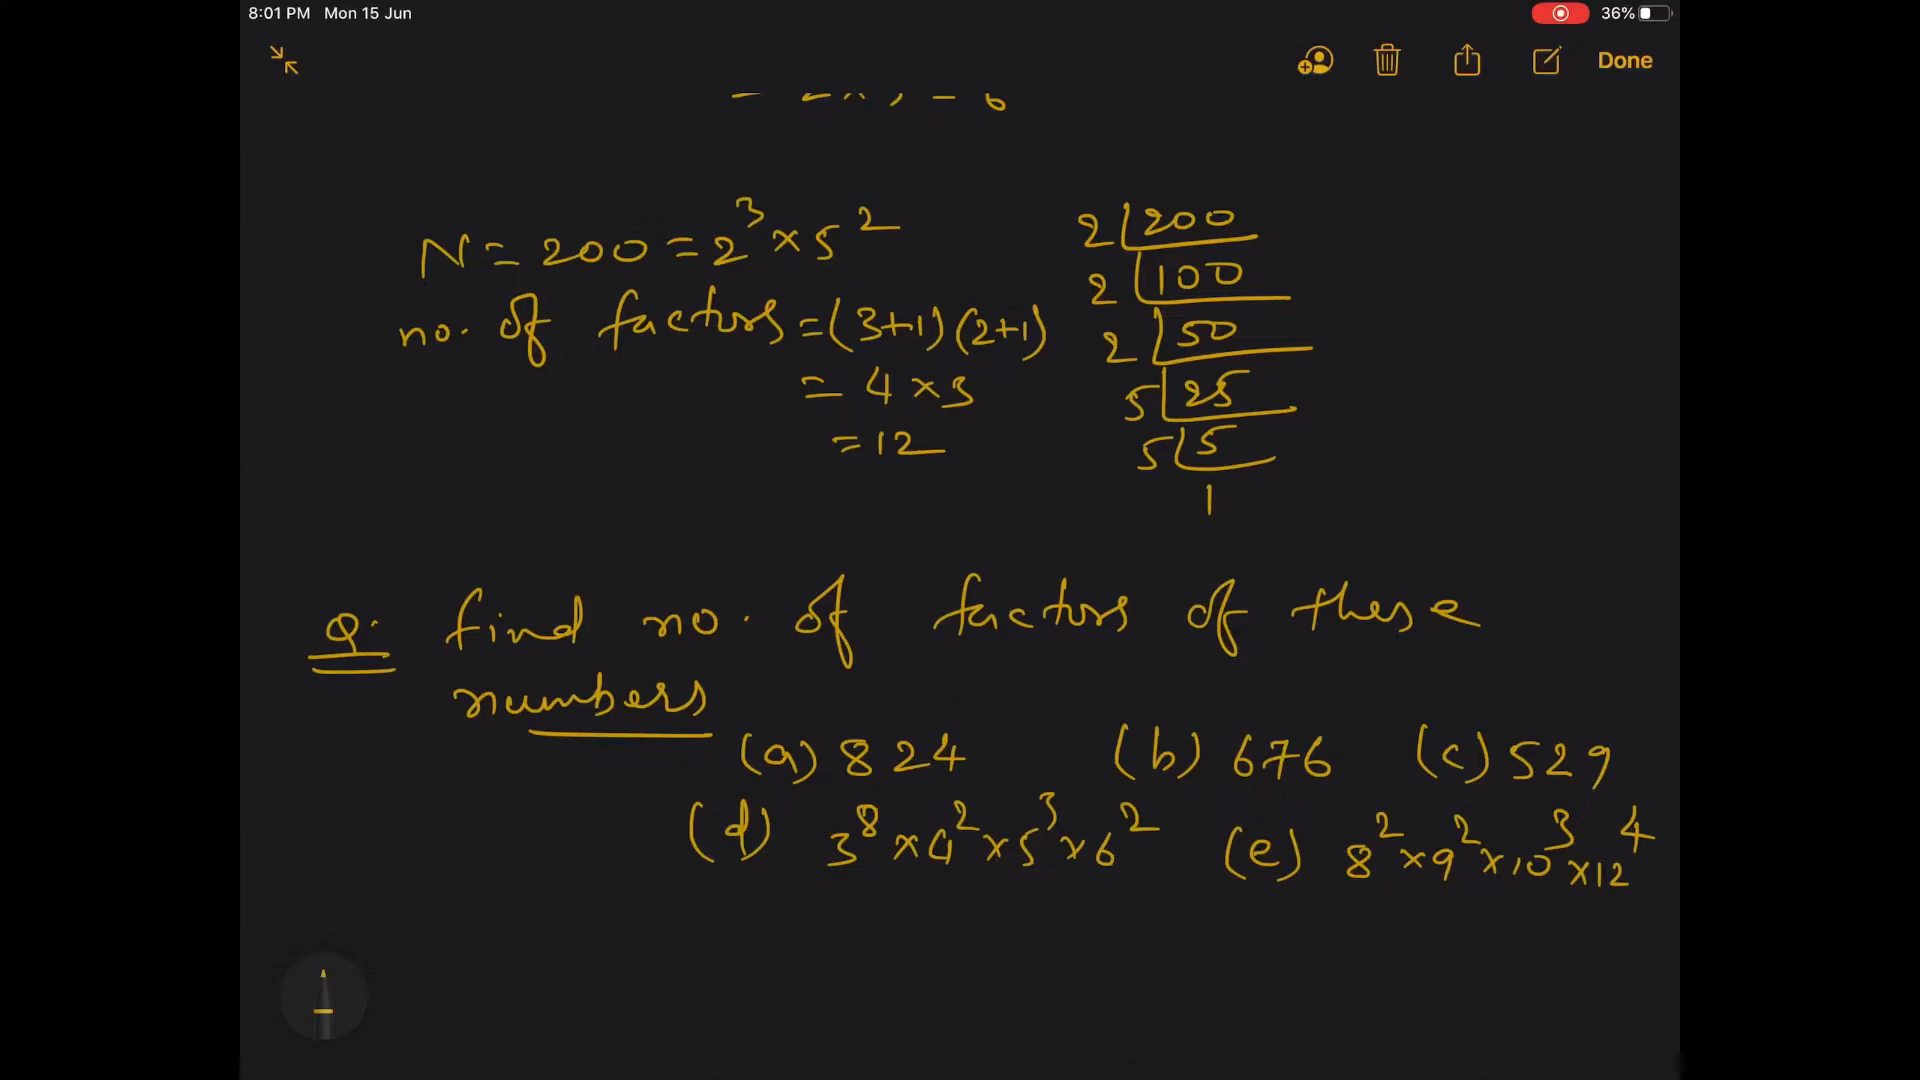 8:01 PM Mon 15 Jun
36%
Done
N = 200 = 2³ × 5²
no. of factors = (3+1)(2+1)
= 4 × 3
= 12
2 | 200
2 | 100
2 | 50
5 | 25
5 | 5
1
Q. find no. of factors of these
numbers
(a) 824 (b) 676 (c) 529
(d) 3⁸ × 4² × 5³ × 6² (e) 8² × 9² × 10³ × 12⁴